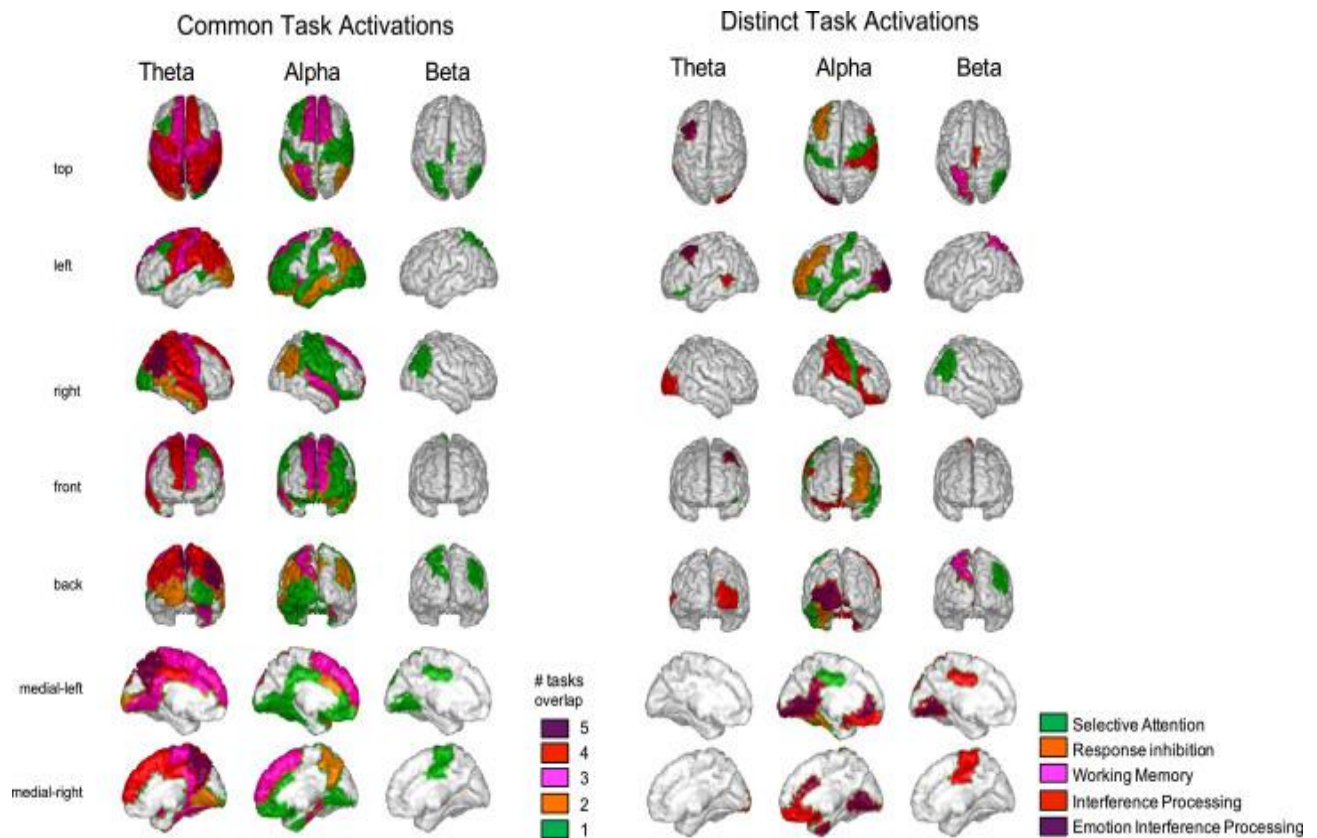 Common Task Activations
Distinct Task Activations
Theta
Alpha
Beta
Theta
Alpha
Beta
top
left
right
front
back
medial-left
medial-right
# tasks
overlap
5
4
3
2
1
Selective Attention
Response inhibition
Working Memory
Interference Processing
Emotion Interference Processing